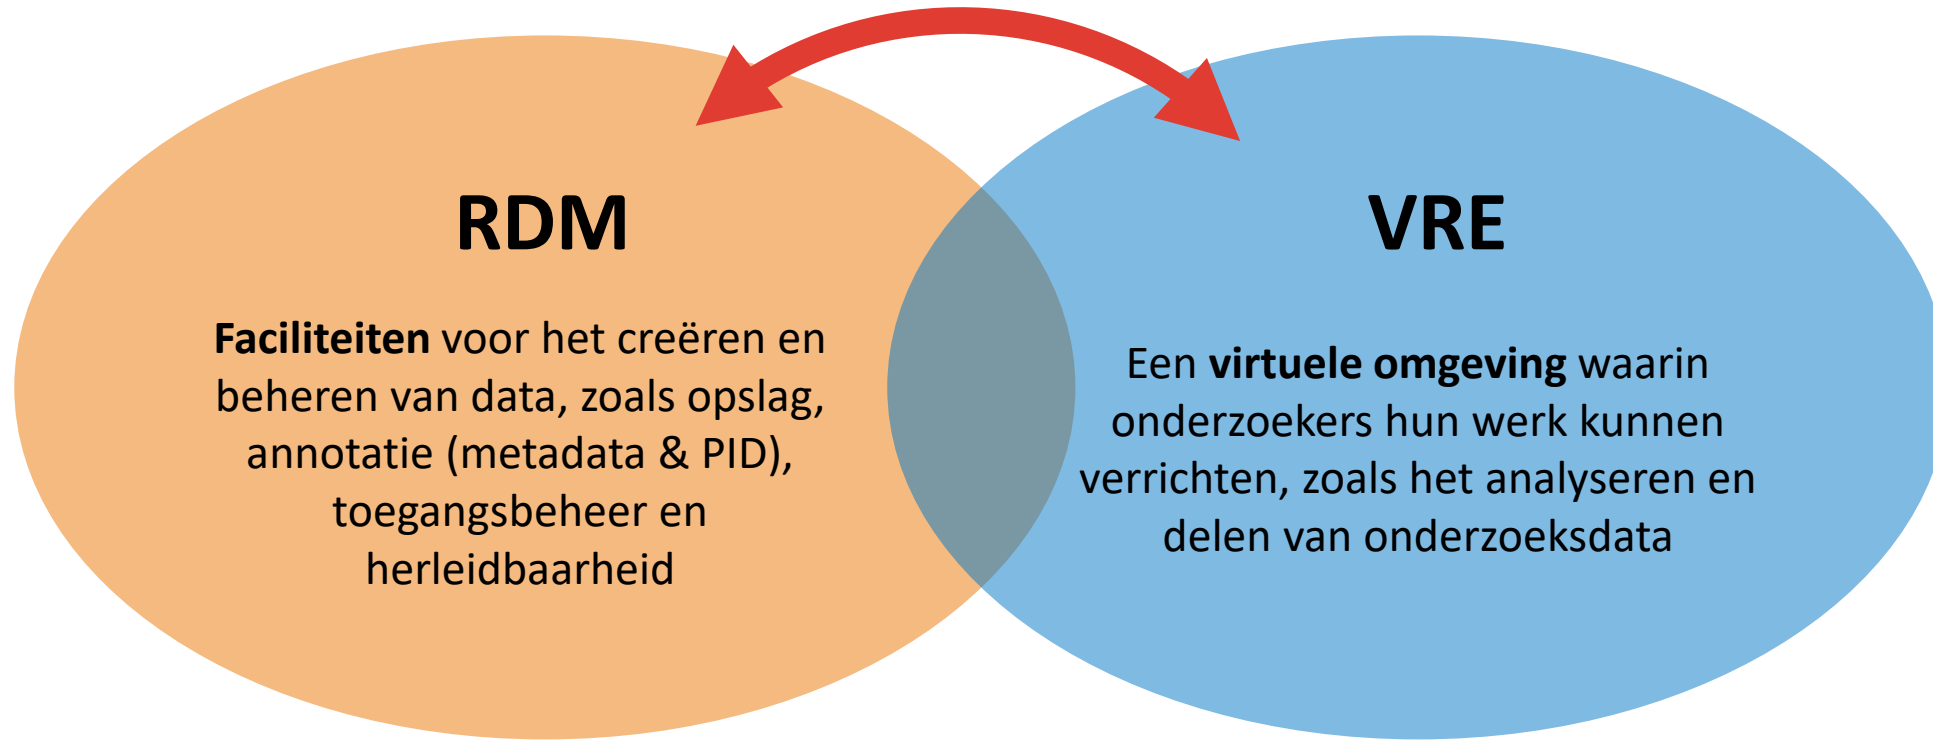 RDM
Faciliteiten voor het creëren en
beheren van data, zoals opslag,
annotatie (metadata & PID),
toegangsbeheer en
herleidbaarheid
VRE
Een virtuele omgeving waarin
onderzoekers hun werk kunnen
verrichten, zoals het analyseren en
delen van onderzoeksdata